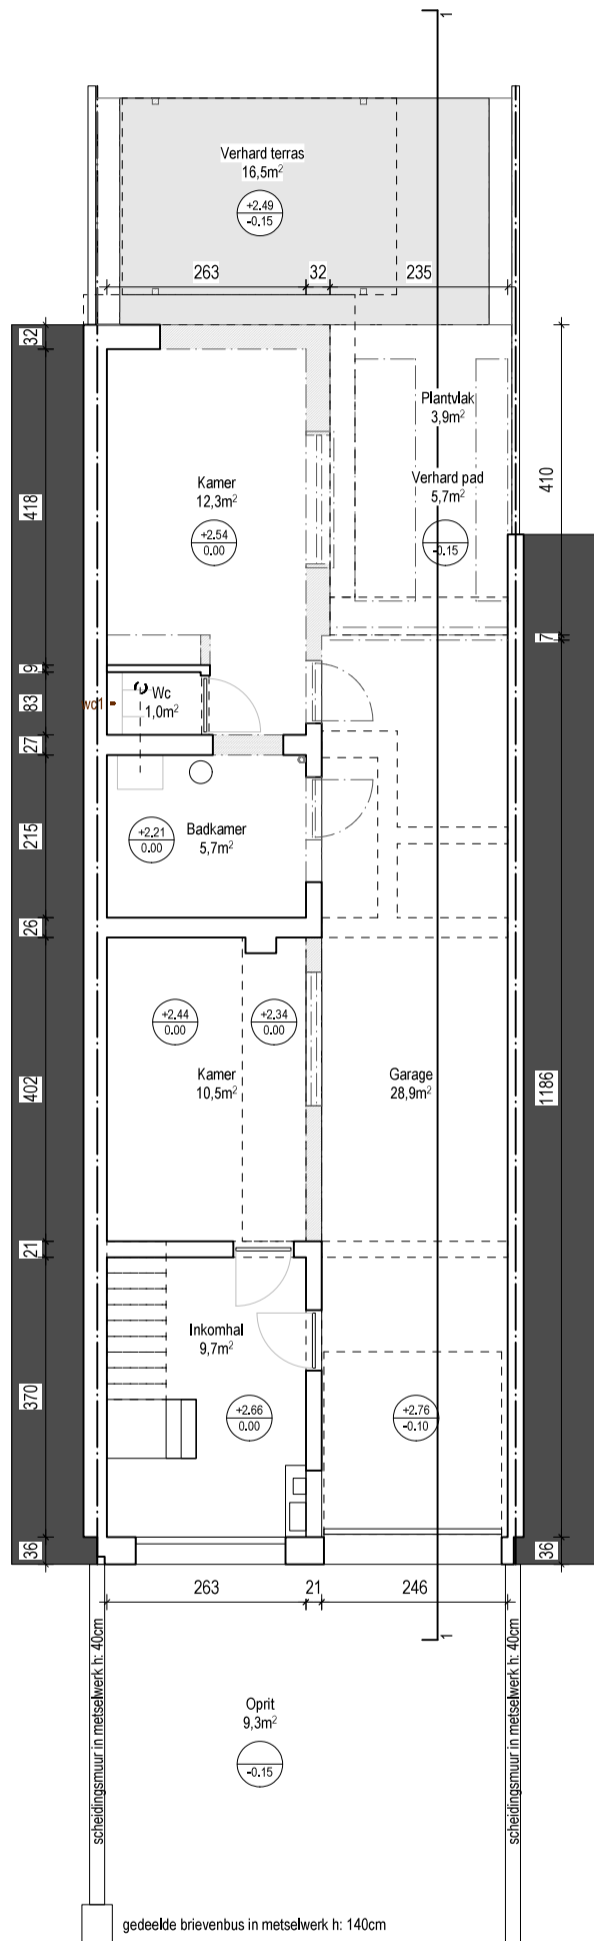 1
Verhard terras
16,5m²
+2.49
-0.15
263
32
235
32
Plantvlak
3,9m²
Kamer
12,3m²
Verhard pad
5,7m²
410
418
+2.54
0.00
-0.15
7
9
Wc
1,0m²
wc1
83
27
+2.21
0.00
Badkamer
5,7m²
215
26
+2.44
0.00
+2.34
0.00
Kamer
10,5m²
Garage
28,9m²
402
1186
21
Inkomhal
9,7m²
370
+2.66
0.00
+2.76
-0.10
36
36
263
21
246
1
scheidingsmuur in metselwerk h: 40cm
scheidingsmuur in metselwerk h: 40cm
Oprit
9,3m²
-0.15
gedeelde brievenbus in metselwerk h: 140cm